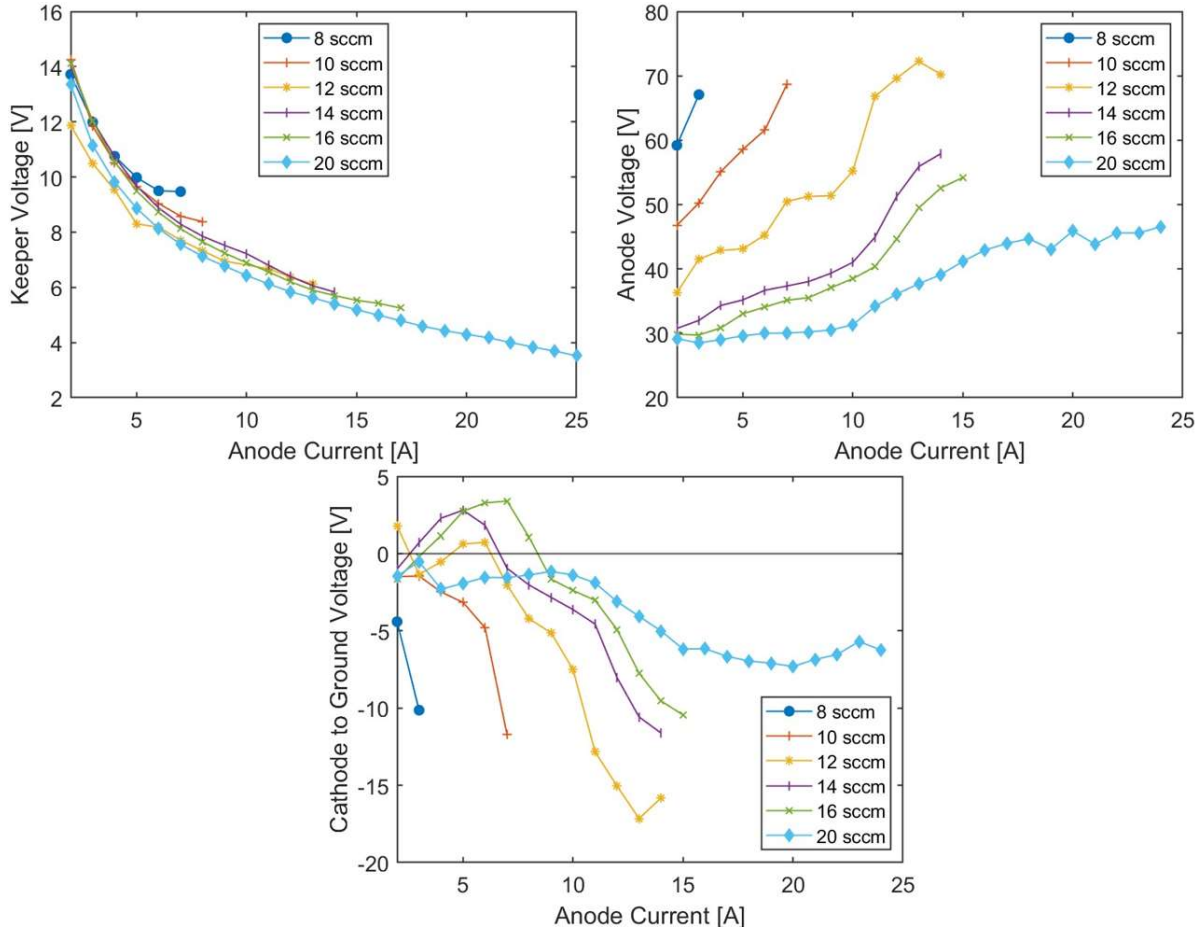 16
14
12
10
8
6
4
2
Keeper Voltage [V]
5
10
15
20
25
Anode Current [A]
8 sccm
10 sccm
12 sccm
14 sccm
16 sccm
20 sccm
80
70
60
50
40
30
20
Anode Voltage [V]
5
10
15
20
25
Anode Current [A]
8 sccm
10 sccm
12 sccm
14 sccm
16 sccm
20 sccm
5
0
-5
-10
-15
-20
Cathode to Ground Voltage [V]
5
10
15
20
25
Anode Current [A]
8 sccm
10 sccm
12 sccm
14 sccm
16 sccm
20 sccm